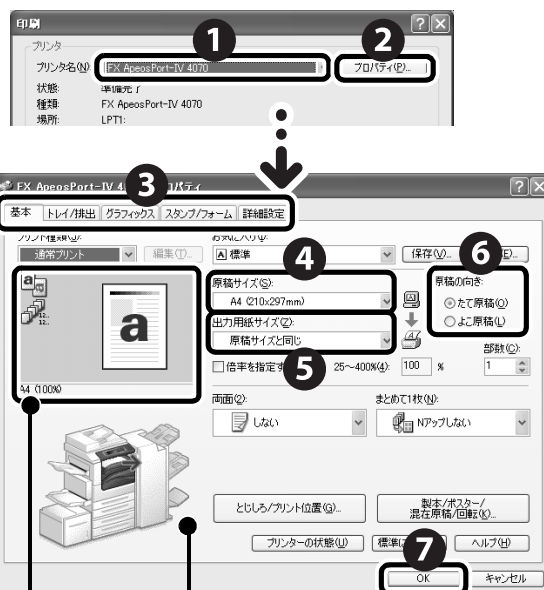 印刷
プリンタ
1
2
プリンタ名(N): FX ApeosPort-IV 4070 プロパティ(P)...
状態: 準備完了
種類: FX ApeosPort-IV 4070
場所: LPT1:
3
FX ApeosPort-IV プロパティ
基本 トレイ/排出 グラフィックス スタンプ/フォーム 詳細設定
通常プリント 編集(T)... 標準 保存(V)...
4
6
原稿サイズ(S): 原稿の向き:
A4 (210x297mm) たて原稿(O)
出力用紙サイズ(Z): よこ原稿(L)
原稿サイズと同じ 部数(C):
5
倍率を指定す 25～400%(4): 100 % 1
a
12..
12..
a
A4 (100%)
両面(2): まとめて1枚(N):
しない Nアップしない
とじしろ/プリント位置(G)... 製本/ポスター/
混在原稿/回転(K)...
プリンターの状態(U) 標準に ヘルプ(H)
7
OK キャンセル